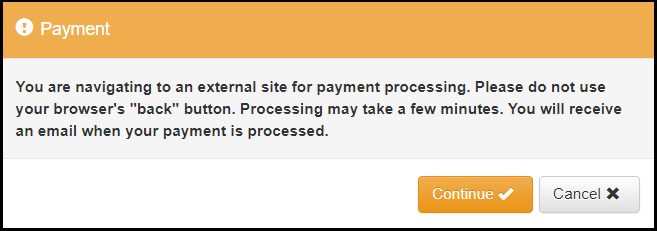 Payment
You are navigating to an external site for payment processing. Please do not use
your browser's "back" button. Processing may take a few minutes. You will receive
an email when your payment is processed.
Continue
Cancel